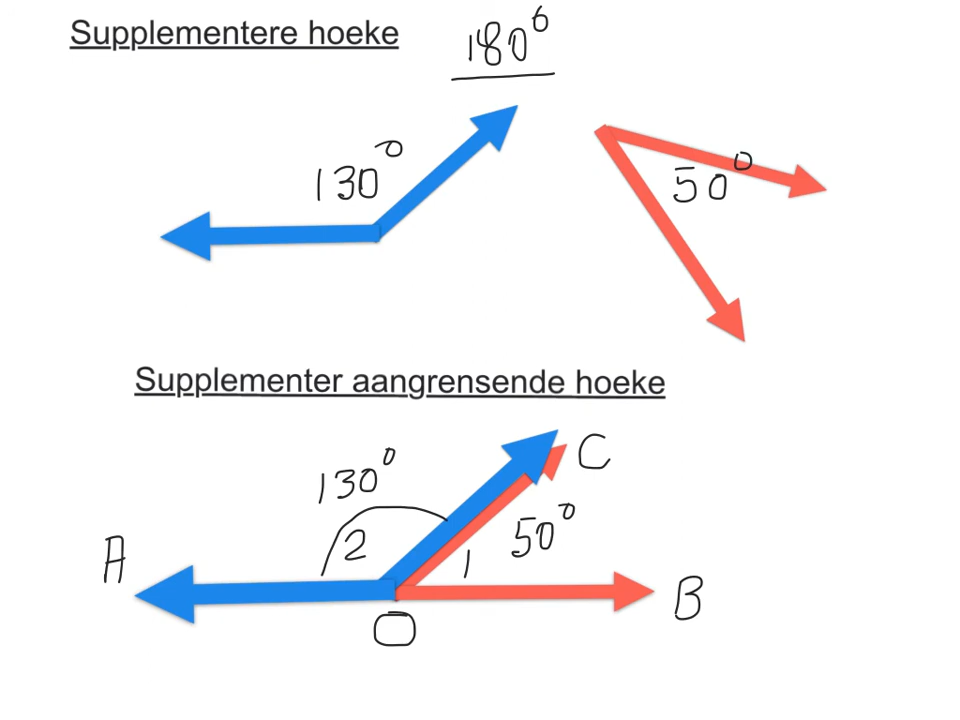 Supplementere hoeke
180°
130°
50°
Supplementer aangrensende hoeke
C
130°
50°
2
1
A
B
O